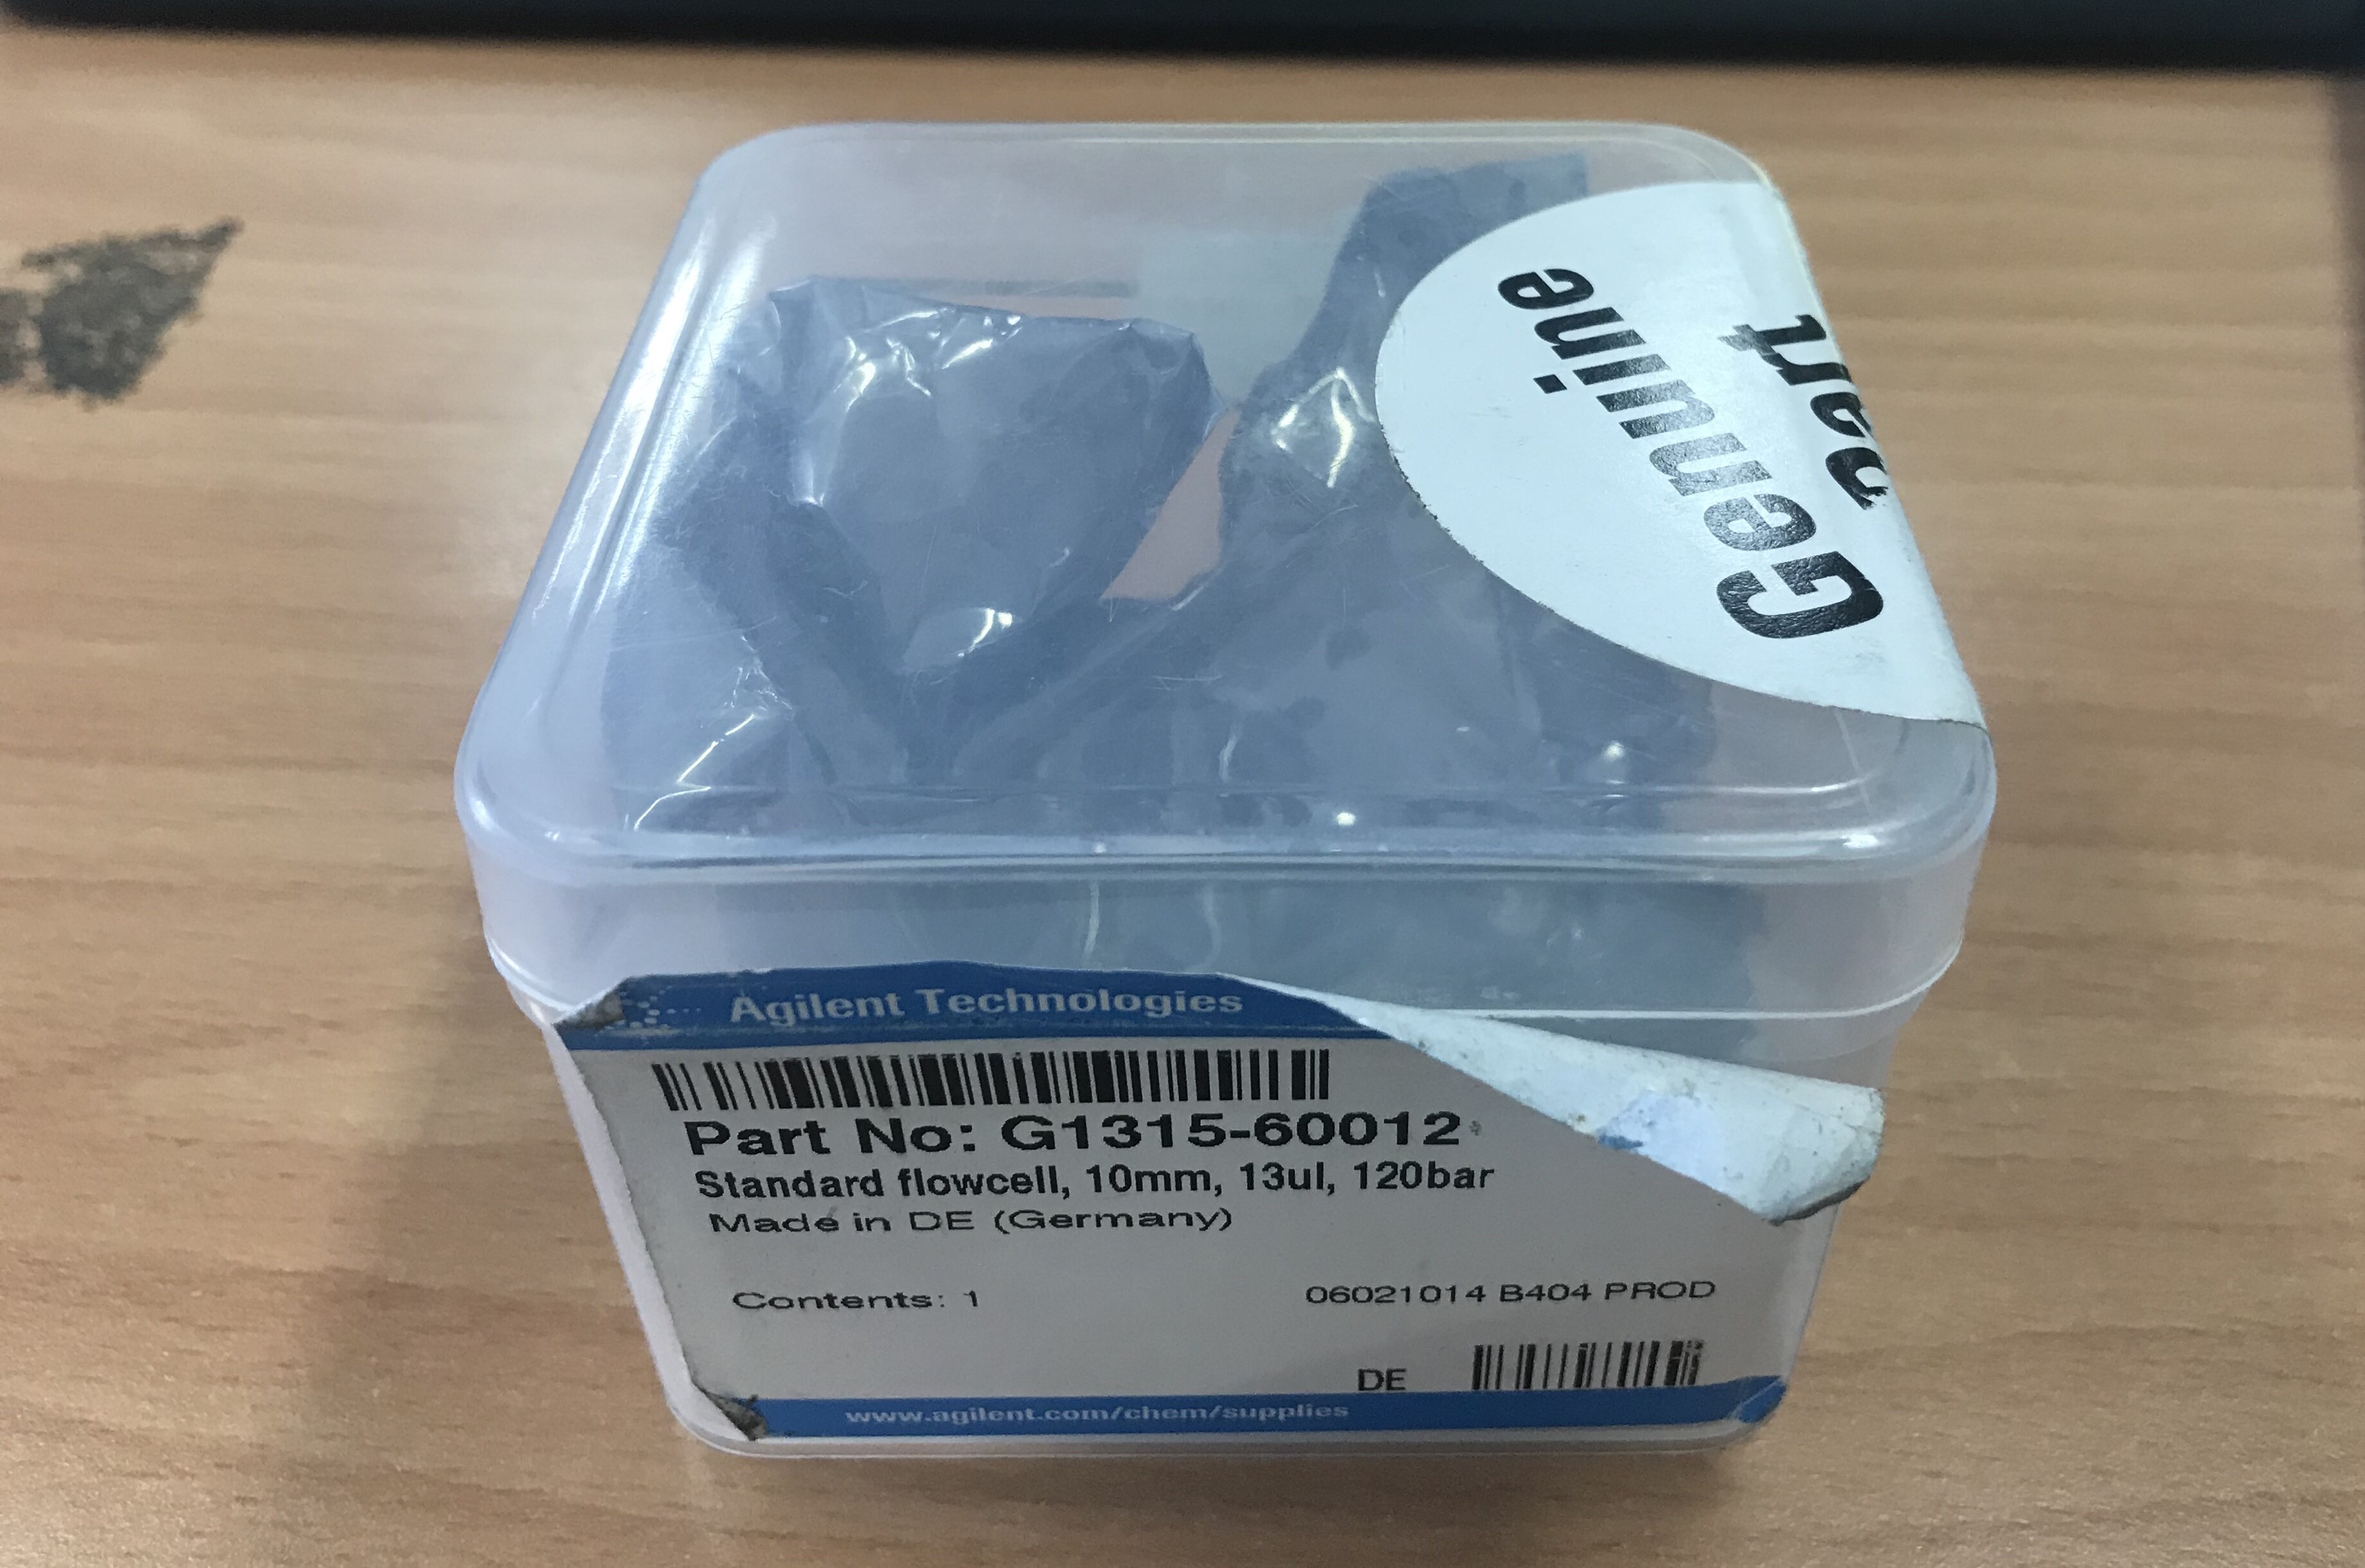 Genuine
Part
Agilent Technologies
Part No: G1315-60012
Standard flowcell, 10mm, 13ul, 120bar
Made in DE (Germany)
Contents: 1
06021014 B404 PROD
DE
www.agilent.com/chem/supplies